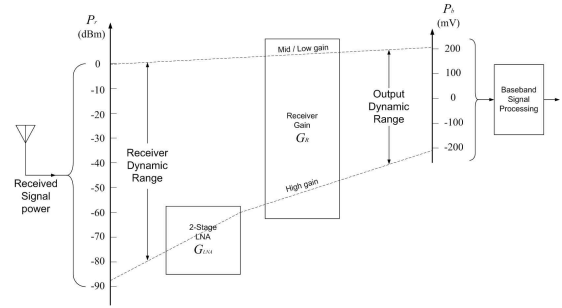 P_r
(dBm)
0
-10
-20
-30
-40
-50
-60
-70
-80
-90
Received
Signal
power
Receiver
Dynamic
Range
2-Stage
LNA
G_LNA
Mid / Low gain
Receiver
Gain
G_R
High gain
Output
Dynamic
Range
P_b
(mV)
200
100
0
-100
-200
Baseband
Signal
Processing